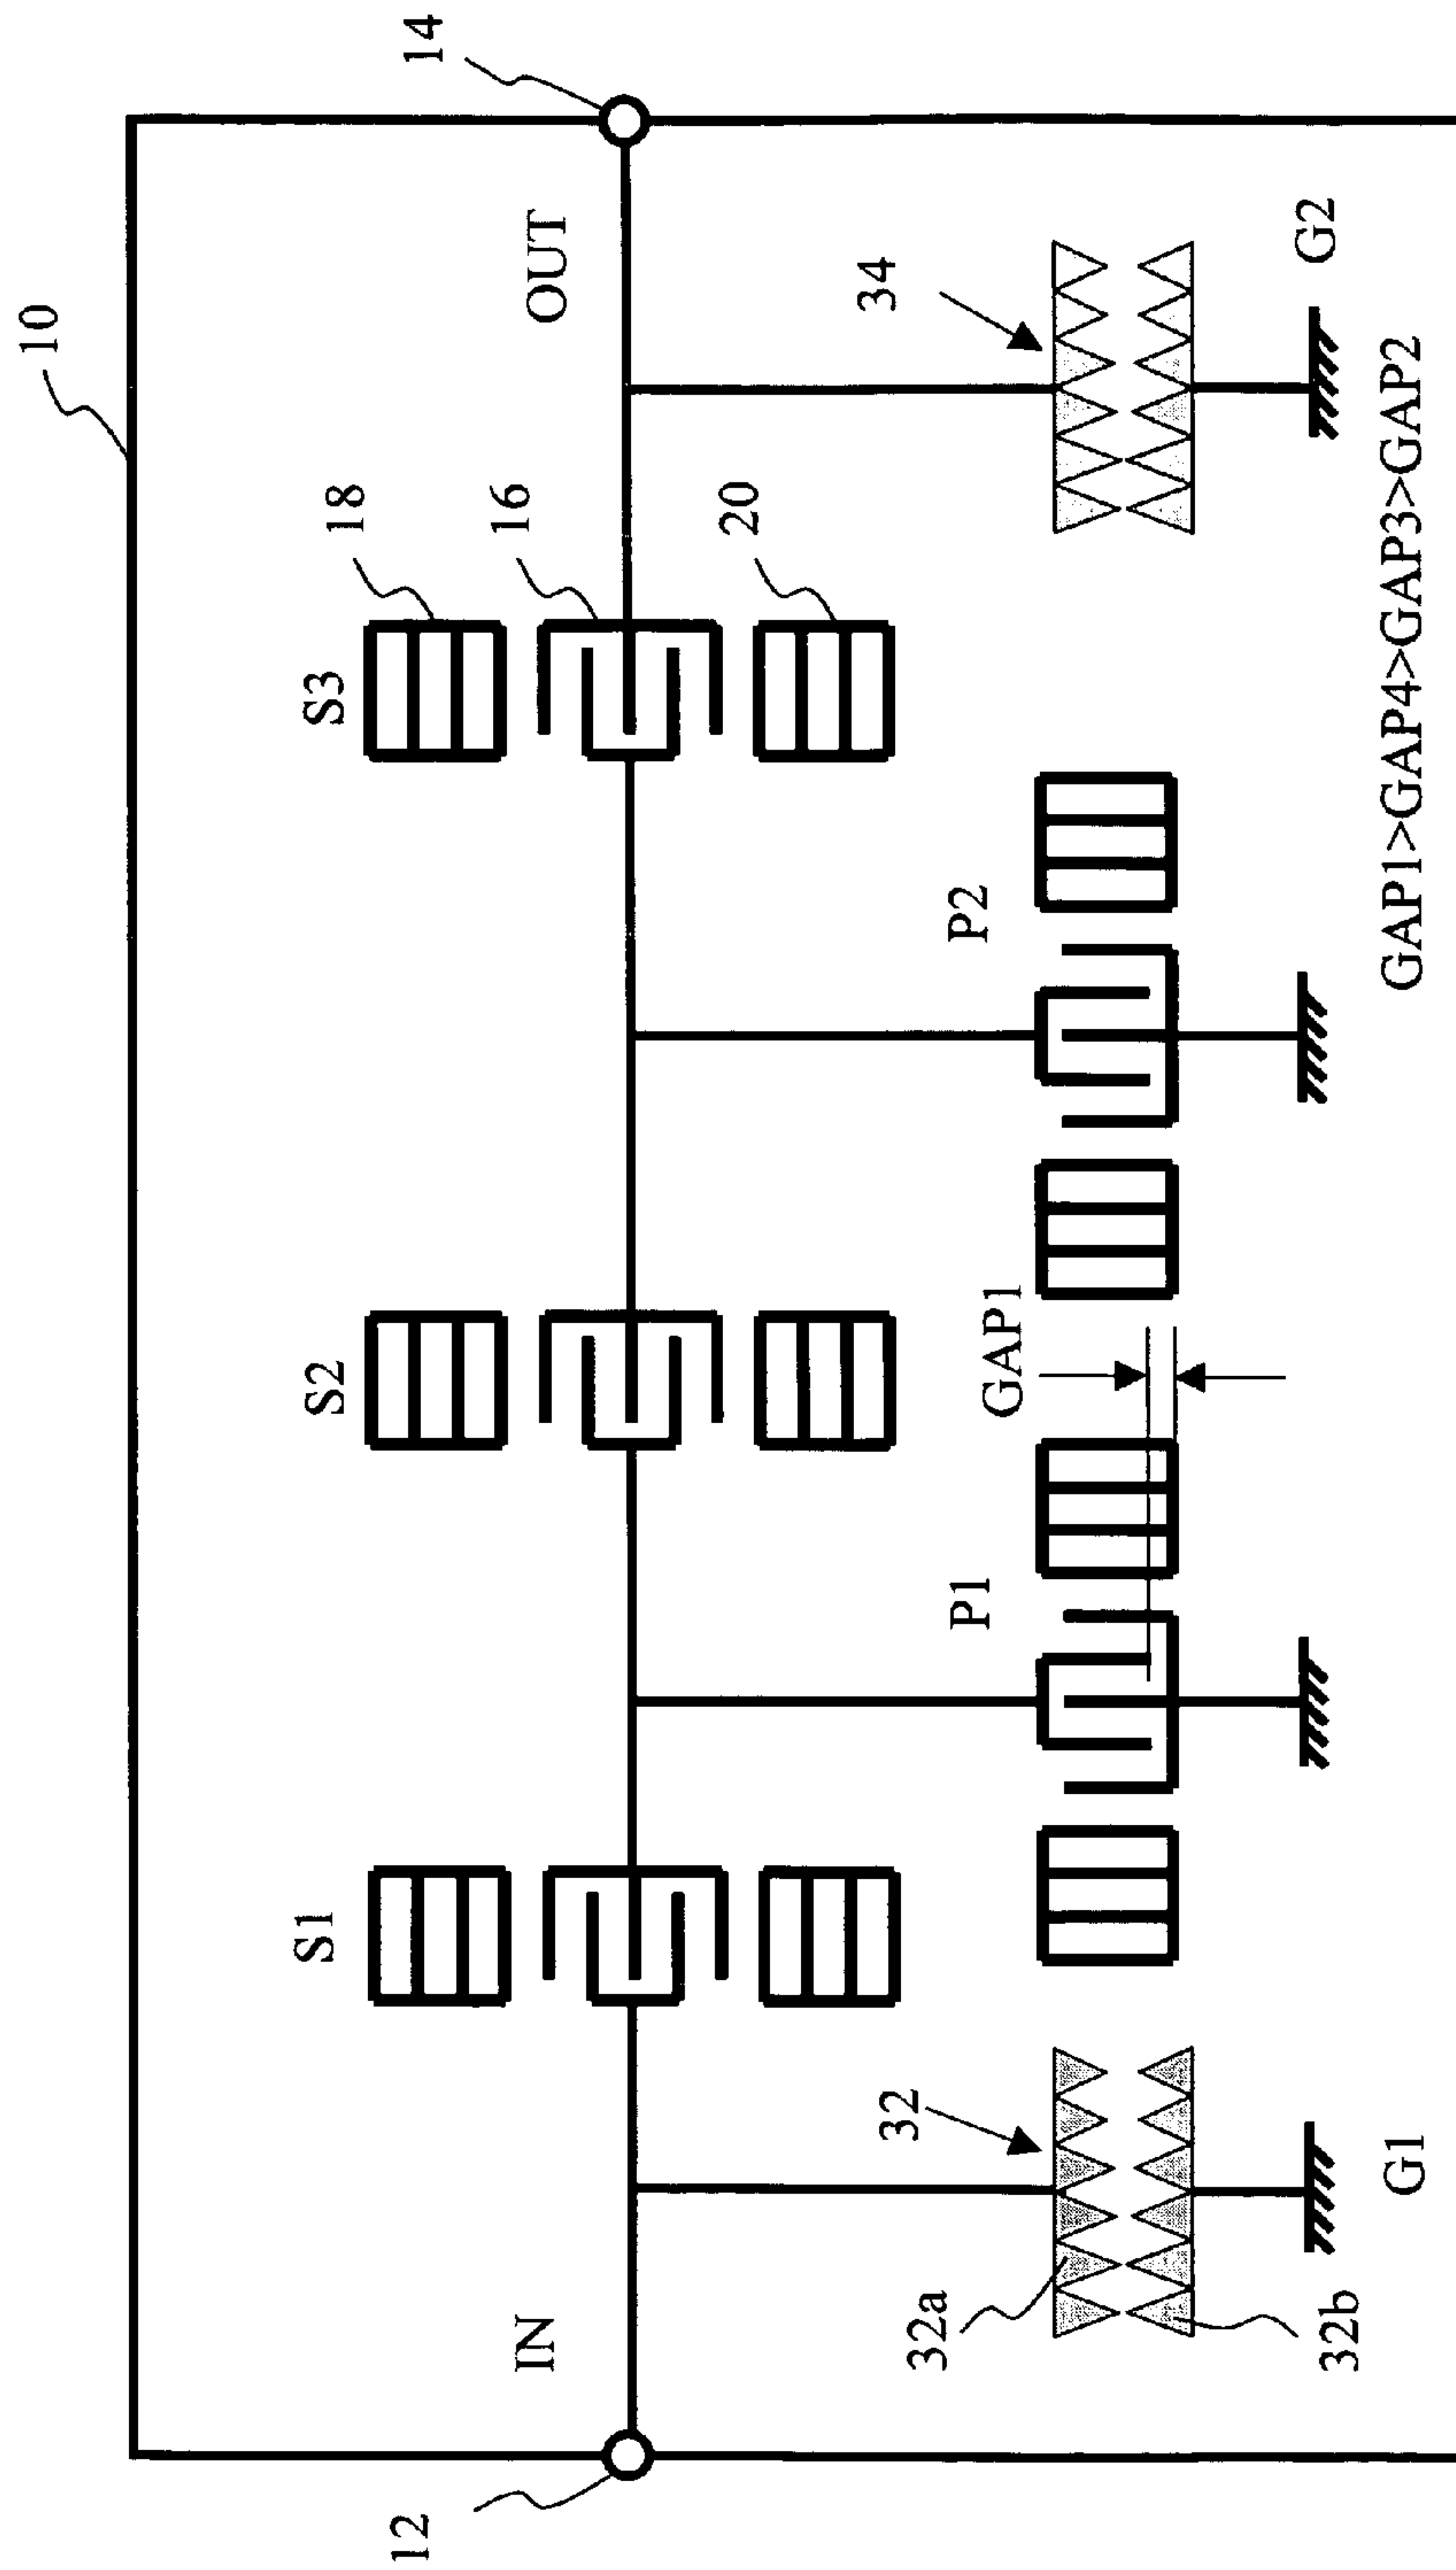 10
12
14
IN
OUT
S1
S2
S3
18
16
20
32
32a
32b
G1
P1
GAP1
P2
34
G2
GAP1>GAP4>GAP3>GAP2